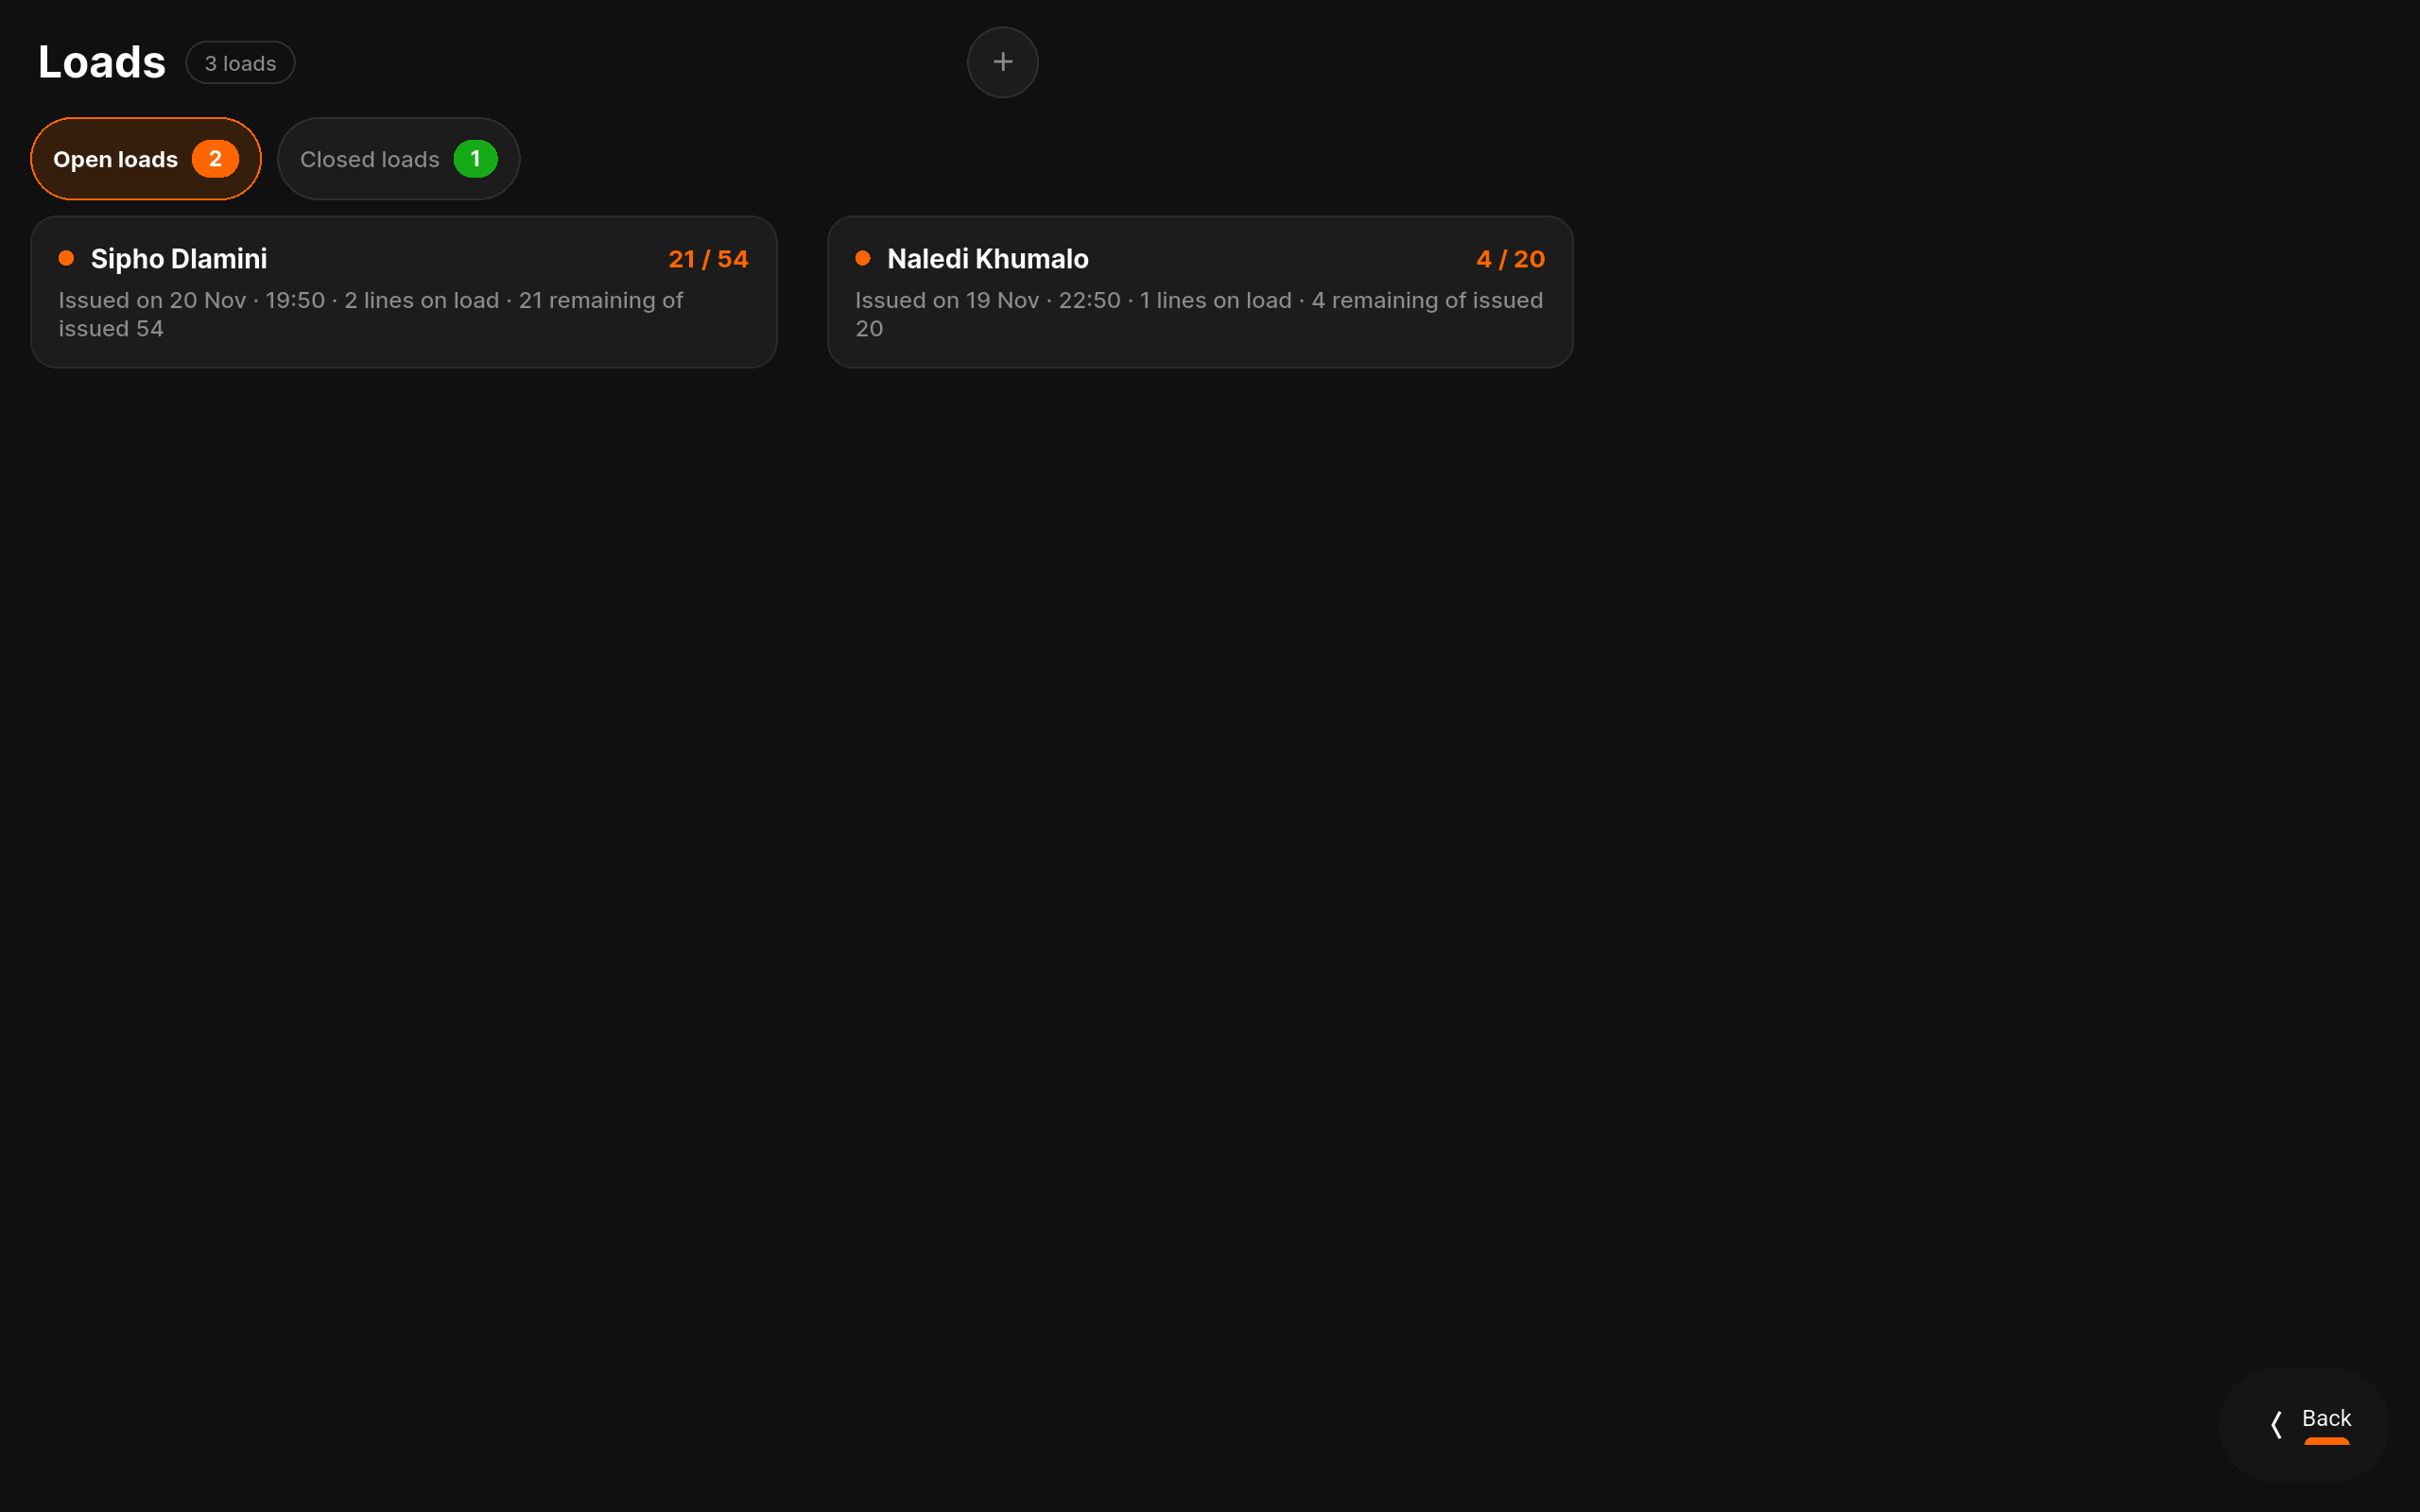 Loads
3 loads
+
Open loads 2
Closed loads 1
Sipho Dlamini
21 / 54
Issued on 20 Nov · 19:50 · 2 lines on load · 21 remaining of
issued 54
Naledi Khumalo
4 / 20
Issued on 19 Nov · 22:50 · 1 lines on load · 4 remaining of issued
20
Back